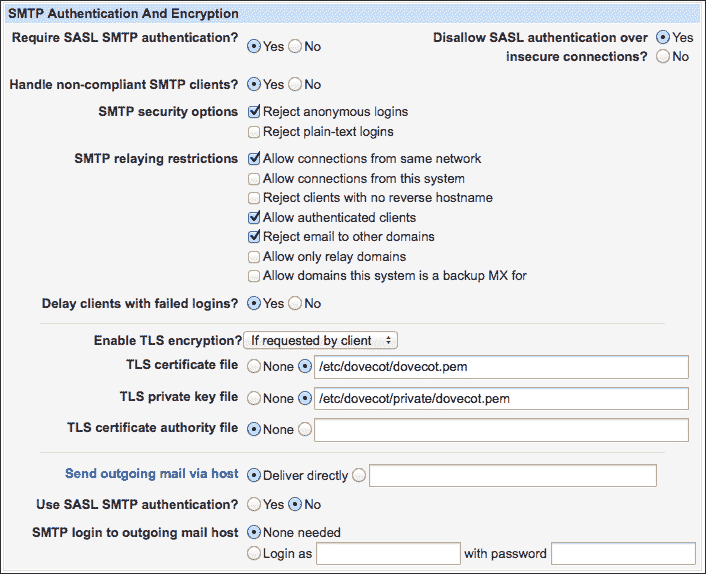 SMTP Authentication And Encryption
Require SASL SMTP authentication? Yes No
Disallow SASL authentication over insecure connections? Yes No
Handle non-compliant SMTP clients? Yes No
SMTP security options Reject anonymous logins
Reject plain-text logins
SMTP relaying restrictions Allow connections from same network
Allow connections from this system
Reject clients with no reverse hostname
Allow authenticated clients
Reject email to other domains
Allow only relay domains
Allow domains this system is a backup MX for
Delay clients with failed logins? Yes No
Enable TLS encryption? If requested by client
TLS certificate file None /etc/dovecot/dovecot.pem
TLS private key file None /etc/dovecot/private/dovecot.pem
TLS certificate authority file None
Send outgoing mail via host Deliver directly
Use SASL SMTP authentication? Yes No
SMTP login to outgoing mail host None needed
Login as with password